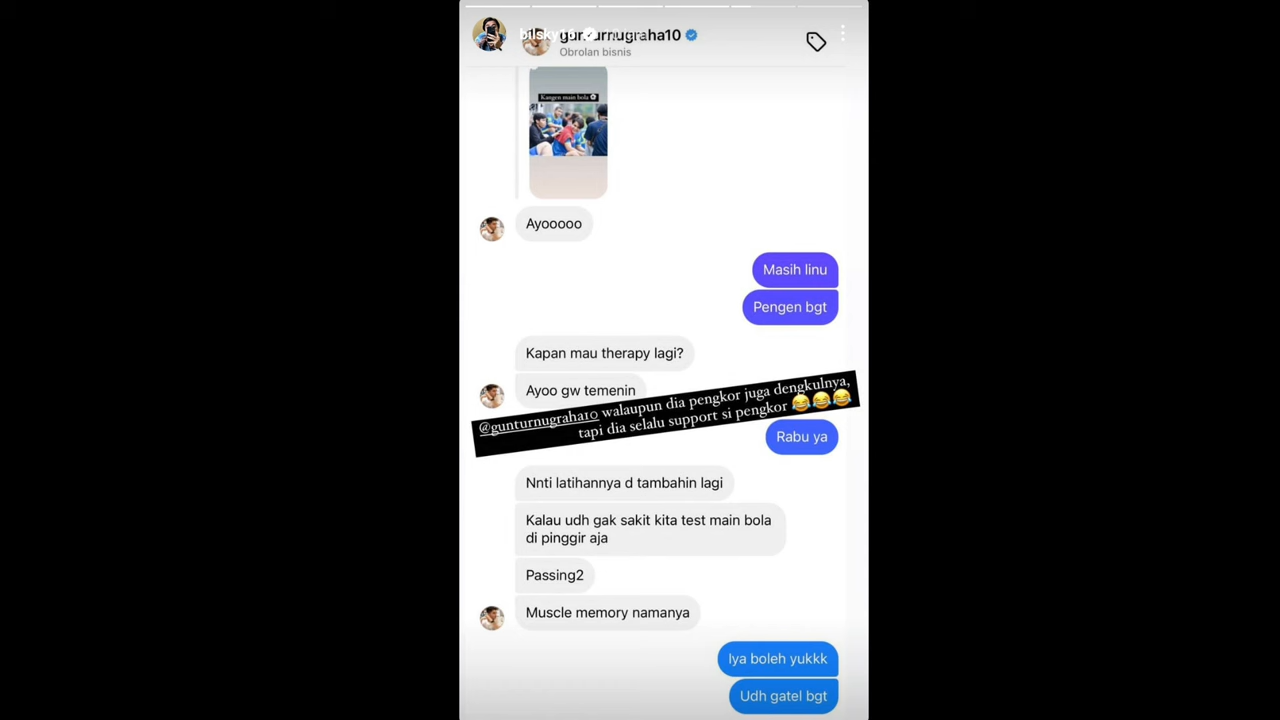 gunturnugraha10
Obrolan bisnis
Kangen main bola ⚽
Ayooooo
Masih linu
Pengen bgt
Kapan mau therapy lagi?
Ayoo gw temenin
@gunturnugraha10 walaupun dia pengkor juga dengkulnya,
tapi dia selalu support si pengkor 😂😂😂
Rabu ya
Nnti latihannya d tambahin lagi
Kalau udh gak sakit kita test main bola
di pinggir aja
Passing2
Muscle memory namanya
Iya boleh yukkk
Udh gatel bgt